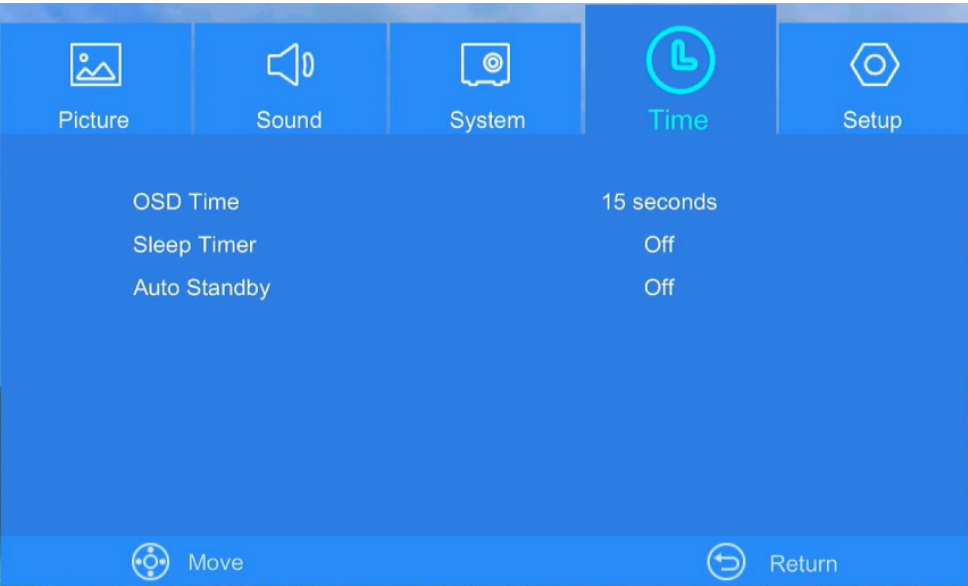 Picture Sound System Time Setup
OSD Time 15 seconds
Sleep Timer Off
Auto Standby Off
Move Return